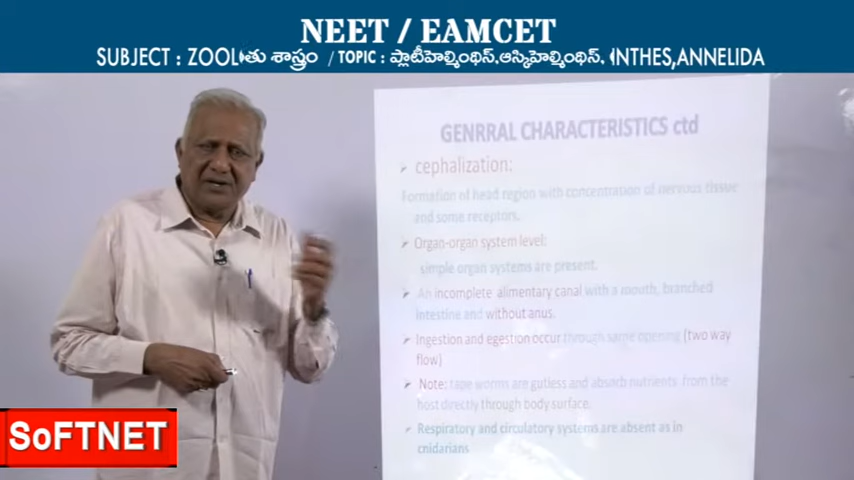 NEET / EAMCET
SUBJECT : ZOOL తు శాస్త్రం / TOPIC : ప్లాటీహెల్మింథిస్,ఆస్కిహెల్మింథిస్, INTHES,ANNELIDA
GENRRAL CHARACTERISTICS ctd
➢ cephalization:
Formation of head region with concentration of nervous tissue
and some receptors.
➢ Organ-organ system level:
simple organ systems are present.
➢ An incomplete alimentary canal with a mouth, branched
intestine and without anus.
➢ Ingestion and egestion occur through same opening (two way
flow)
➢ Note: tape worms are gutless and absorb nutrients from the
host directly through body surface.
➢ Respiratory and circulatory systems are absent as in
cnidarians
SoFTNET